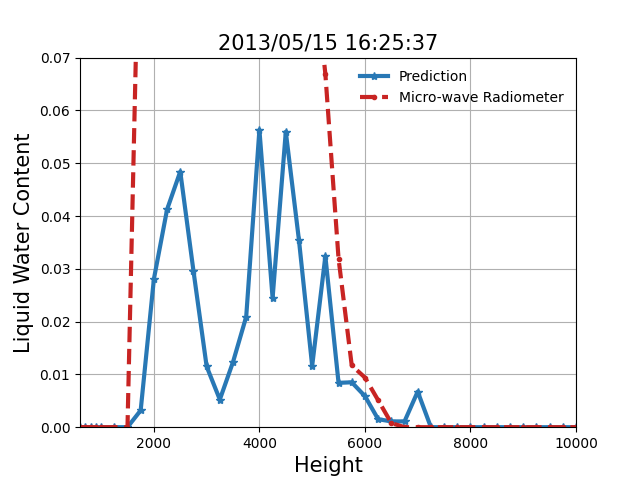 2013/05/15 16:25:37
Prediction
Micro-wave Radiometer
Liquid Water Content
0.07
0.06
0.05
0.04
0.03
0.02
0.01
0.00
2000 4000 6000 8000 10000
Height